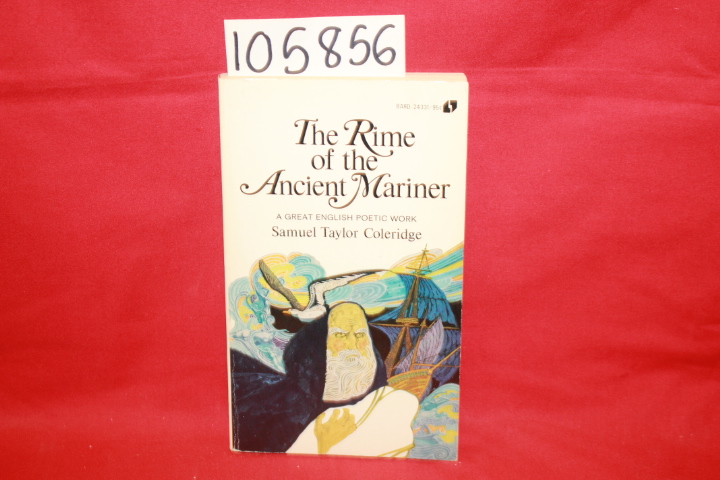 105856
The Rime
of the
Ancient Mariner
A GREAT ENGLISH POETIC WORK
Samuel Taylor Coleridge